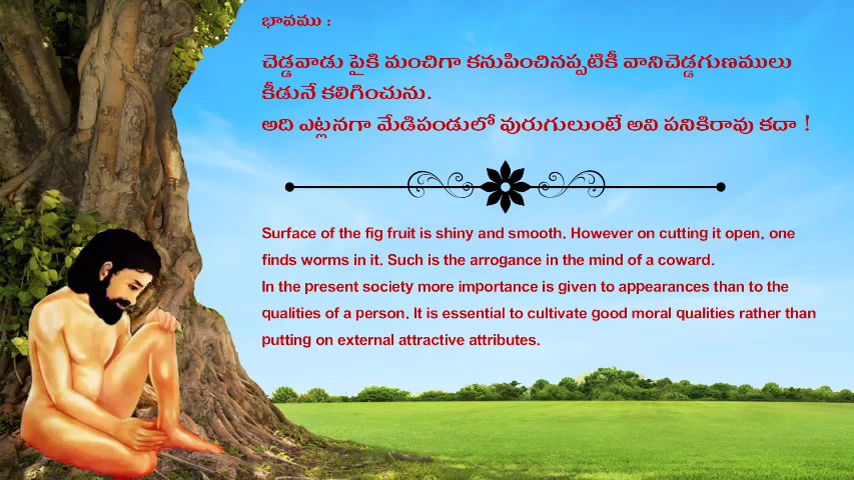 భావము :
చెడ్డవాడు పైకి మంచిగా కనుపించినప్పటికీ వానిచెడ్డగుణములు
కీడునే కలిగించును.
అది ఎట్లనగా మేడిపండులో వురుగులుంటే అవి పనికిరావు కదా !
Surface of the fig fruit is shiny and smooth. However on cutting it open, one
finds worms in it. Such is the arrogance in the mind of a coward.
In the present society more importance is given to appearances than to the
qualities of a person. It is essential to cultivate good moral qualities rather than
putting on external attractive attributes.